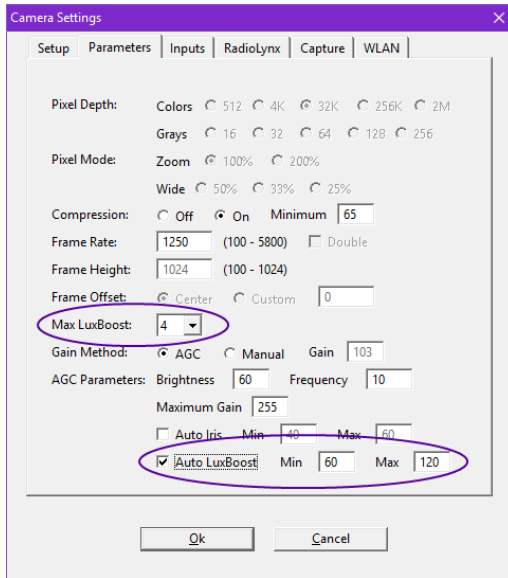 Camera Settings
Setup Parameters Inputs RadioLynx Capture WLAN
Pixel Depth: Colors 512 4K 32K 256K 2M
Grays 16 32 64 128 256
Pixel Mode: Zoom 100% 200%
Wide 50% 33% 25%
Compression: Off On Minimum 65
Frame Rate: 1250 (100 - 5800) Double
Frame Height: 1024 (100 - 1024)
Frame Offset: Center Custom 0
Max LuxBoost: 4
Gain Method: AGC Manual Gain 103
AGC Parameters: Brightness 60 Frequency 10
Maximum Gain 255
Auto Iris Min 40 Max 60
Auto LuxBoost Min 60 Max 120
Ok Cancel